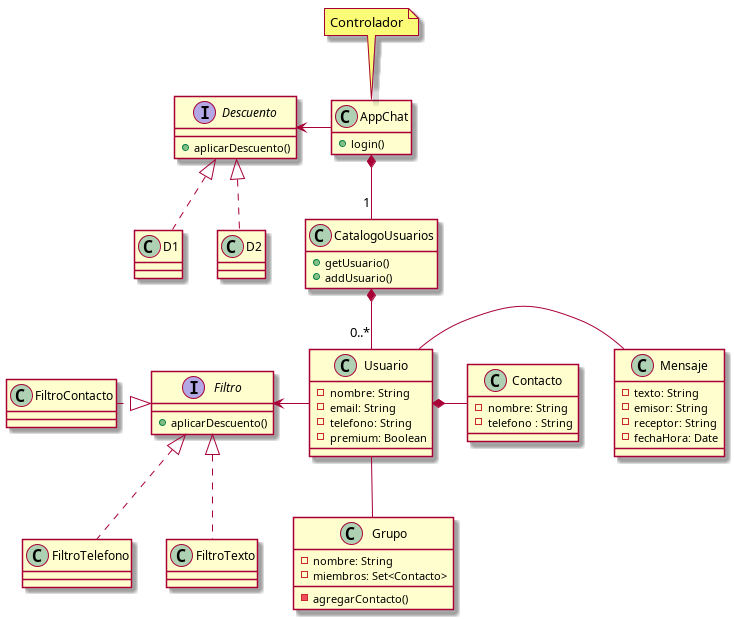 Controlador
I Descuento
aplicarDescuento()
C AppChat
login()
C D1
C D2
1
C CatalogoUsuarios
getUsuario()
addUsuario()
0..*
C FiltroContacto
I Filtro
aplicarDescuento()
C Usuario
nombre: String
email: String
telefono: String
premium: Boolean
C Contacto
nombre: String
telefono : String
C Mensaje
texto: String
emisor: String
receptor: String
fechaHora: Date
C FiltroTelefono
C FiltroTexto
C Grupo
nombre: String
miembros: Set<Contacto>
agregarContacto()